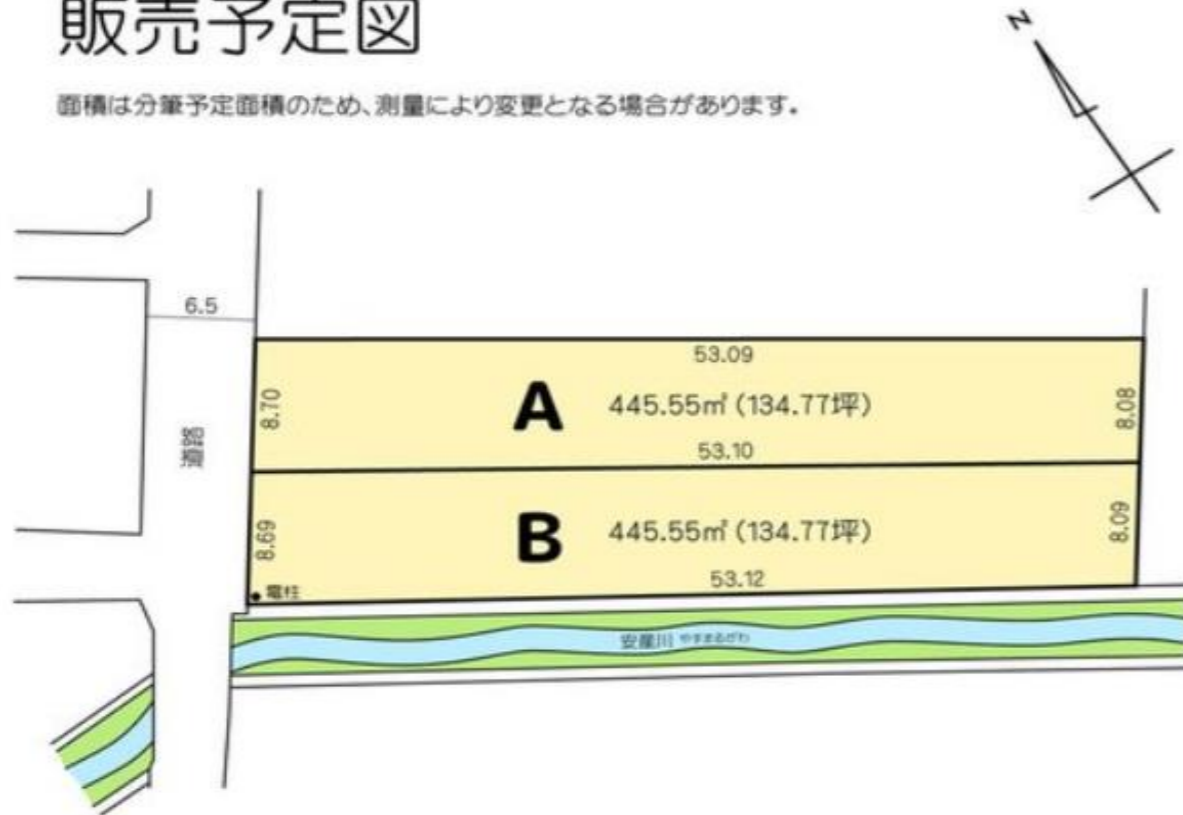 販売予定図
面積は分筆予定面積のため、測量により変更となる場合があります。
N
6.5
53.09
8.70
A
445.55㎡(134.77坪)
8.08
道路
53.10
8.69
B
445.55㎡(134.77坪)
8.09
53.12
電柱